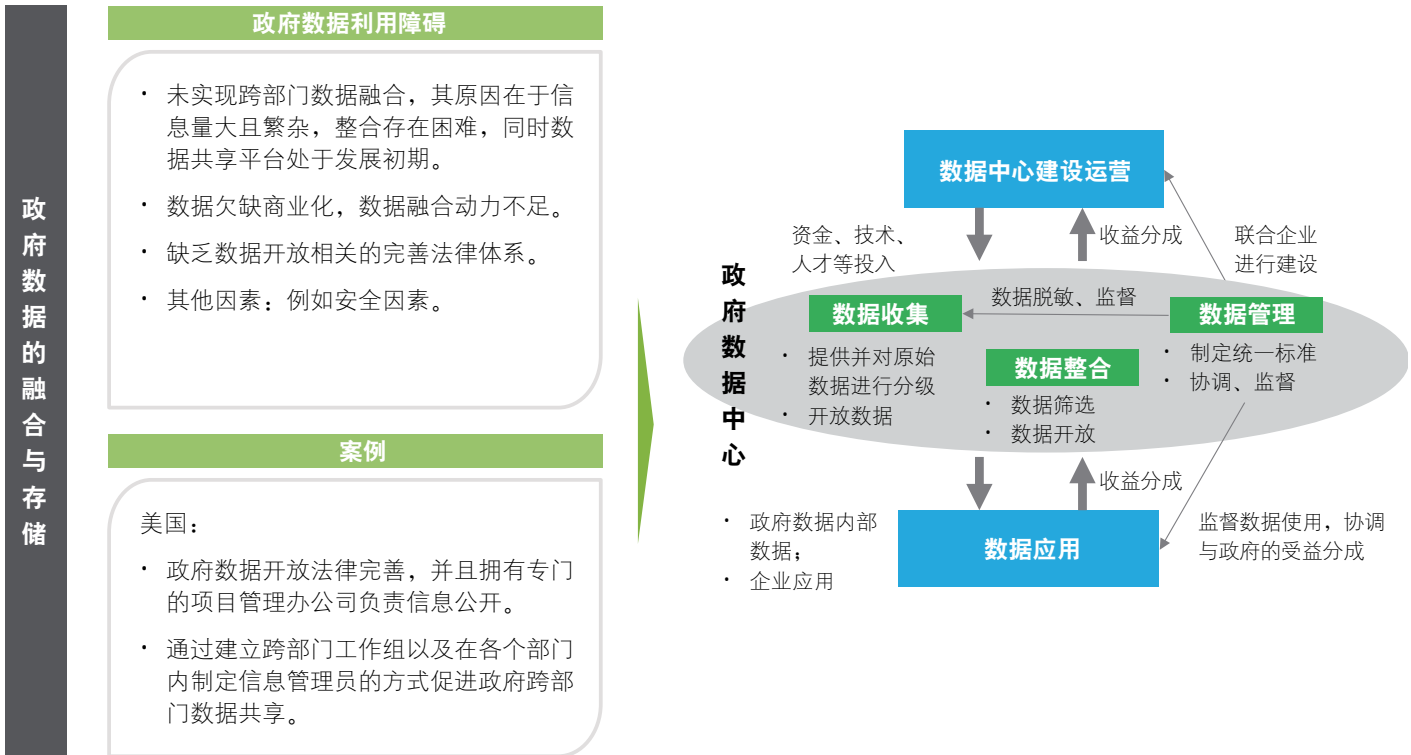 政府数据的融合与存储
政府数据利用障碍
· 未实现跨部门数据融合，其原因在于信
息量大且繁杂，整合存在困难，同时数
据共享平台处于发展初期。
· 数据欠缺商业化，数据融合动力不足。
· 缺乏数据开放相关的完善法律体系。
· 其他因素：例如安全因素。
案例
美国：
· 政府数据开放法律完善，并且拥有专门
的项目管理办公司负责信息公开。
· 通过建立跨部门工作组以及在各个部门
内制定信息管理员的方式促进政府跨部
门数据共享。
数据中心建设运营
资金、技术、
人才等投入
收益分成
联合企业
进行建设
政府数据中心
数据收集
· 提供并对原始
数据进行分级
· 开放数据
数据脱敏、监督
数据整合
· 数据筛选
· 数据开放
数据管理
· 制定统一标准
· 协调、监督
· 政府数据内部
数据；
· 企业应用
收益分成
数据应用
监督数据使用，协调
与政府的受益分成